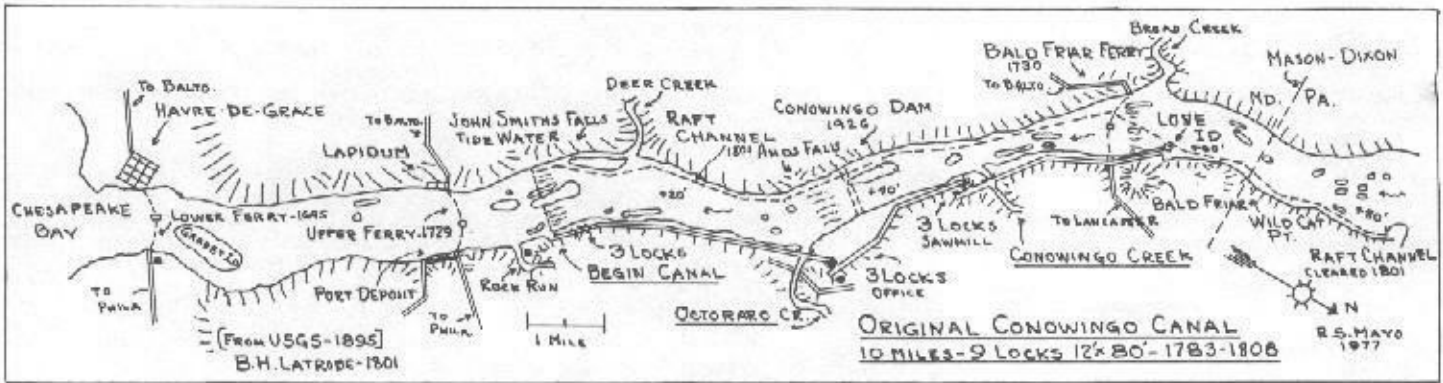 TO BALTO.
HAVRE-DE-GRACE
CHESAPEAKE
BAY
LOWER FERRY-1695
GARRETT ID
TO
PHILA
[FROM USGS-1895]
B.H. LATROBE-1801
TO BALTO.
LAPIDUM
UPPER FERRY-1729
PORT DEPOSIT
TO
PHILA
JOHN SMITHS FALLS
TIDE WATER
DEER CREEK
RAFT
CHANNEL
1801
AMOS FALLS
+20'
3 LOCKS
BEGIN CANAL
ROCK RUN
1 MILE
CONOWINGO DAM
1926
+40'
OCTORARO CR.
3 LOCKS
OFFICE
3 LOCKS
SAWMILL
BALD FRIAR FERRY
1730
TO BALTO
BROAD CREEK
MASON-DIXON
MD.
PA.
LOVE
ID
TO LANCASTER
BALD FRIAR
CONOWINGO CREEK
WILD CAT
PT.
+80'
RAFT CHANNEL
CLEARED 1801
N
R.S. MAYO
1977
ORIGINAL CONOWINGO CANAL
10 MILES-9 LOCKS 12'x 80'-1783-1808